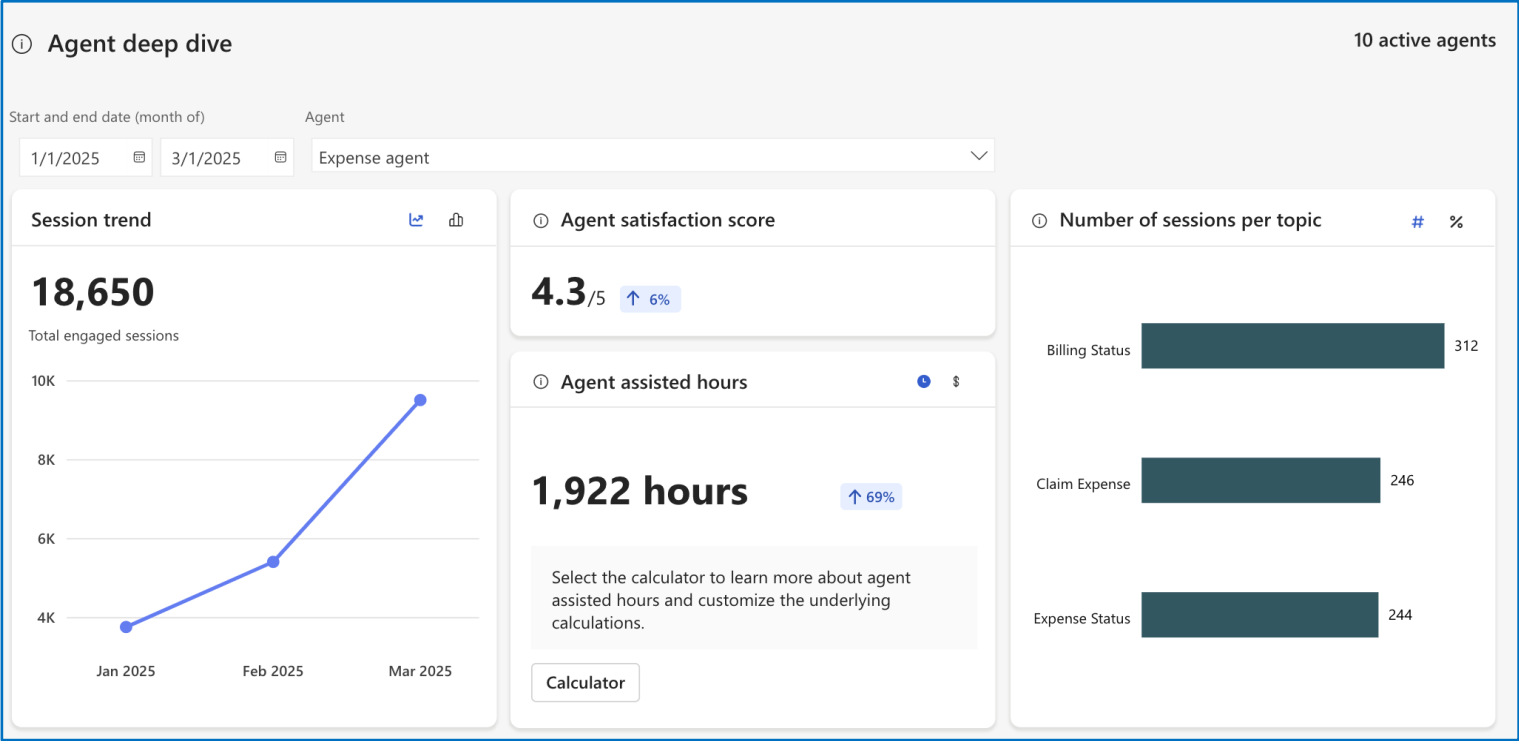 Agent deep dive
10 active agents
Start and end date (month of)
Agent
1/1/2025
3/1/2025
Expense agent
Session trend
18,650
Total engaged sessions
10K
8K
6K
4K
Jan 2025
Feb 2025
Mar 2025
Agent satisfaction score
4.3/5
↑ 6%
Agent assisted hours
$
1,922 hours
↑ 69%
Select the calculator to learn more about agent
assisted hours and customize the underlying
calculations.
Calculator
Number of sessions per topic
# %
Billing Status
312
Claim Expense
246
Expense Status
244